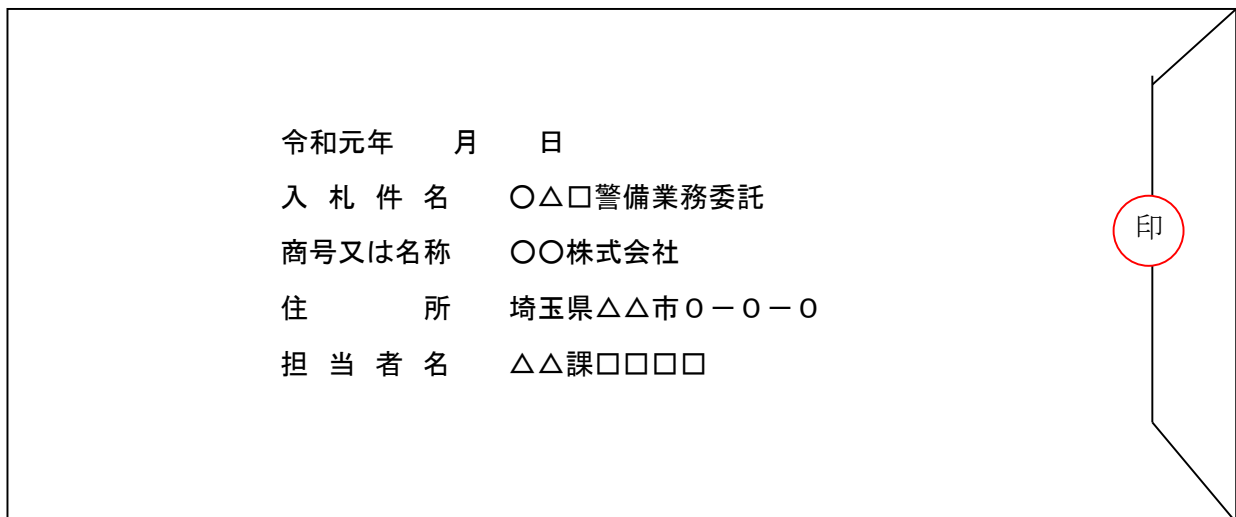 令和元年　　月　　日
入 札 件 名　　〇△□警備業務委託
商号又は名称　　〇〇株式会社
住　　　　所　　埼玉県△△市０－０－０
担 当 者 名　　△△課□□□□
印